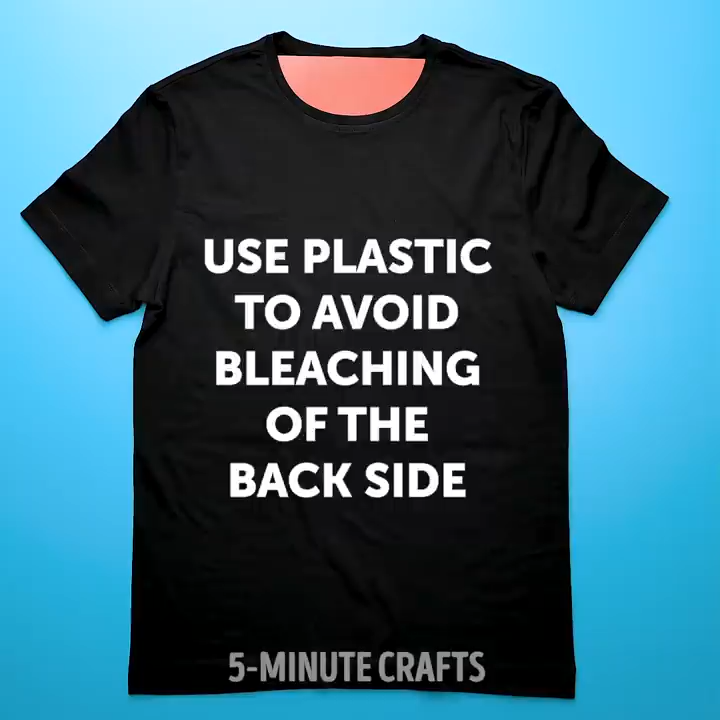 USE PLASTIC
TO AVOID
BLEACHING
OF THE
BACK SIDE
5-MINUTE CRAFTS